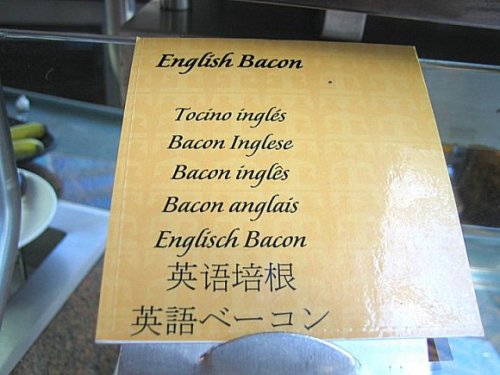 English Bacon
Tocino inglés
Bacon Inglese
Bacon inglês
Bacon anglais
Englisch Bacon
英语培根
英語ベーコン